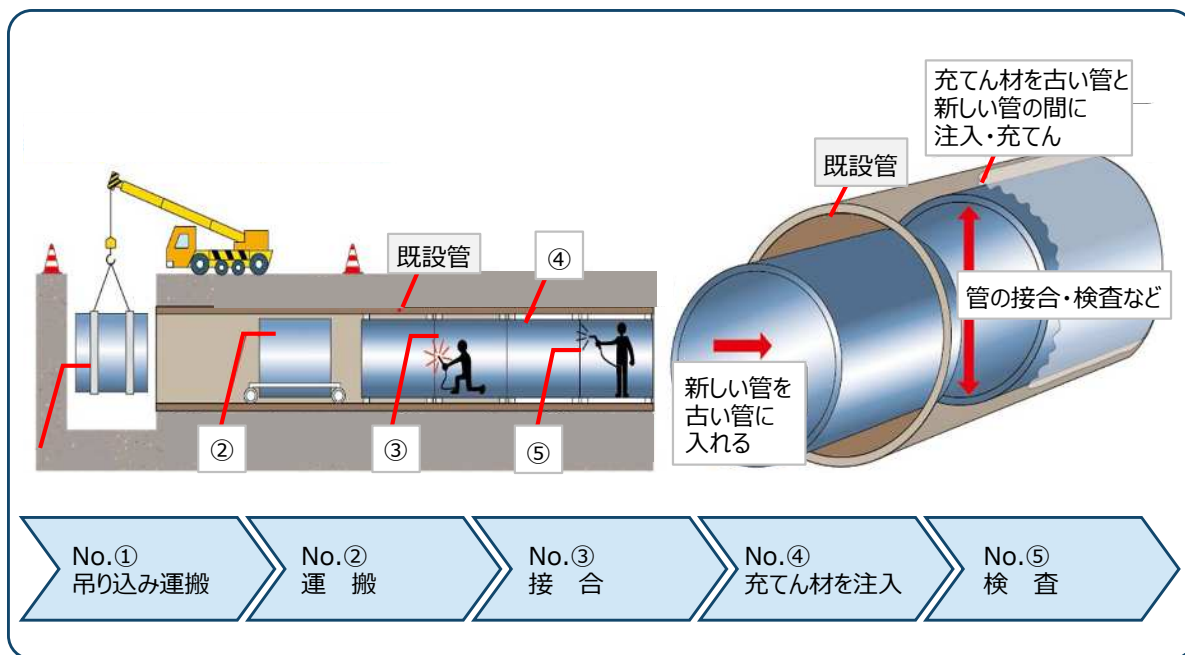 充てん材を古い管と
新しい管の間に
注入・充てん
既設管
既設管
④
管の接合・検査など
新しい管を
古い管に
入れる
②
③
⑤
No.①
吊り込み運搬
No.②
運　搬
No.③
接　合
No.④
充てん材を注入
No.⑤
検　査